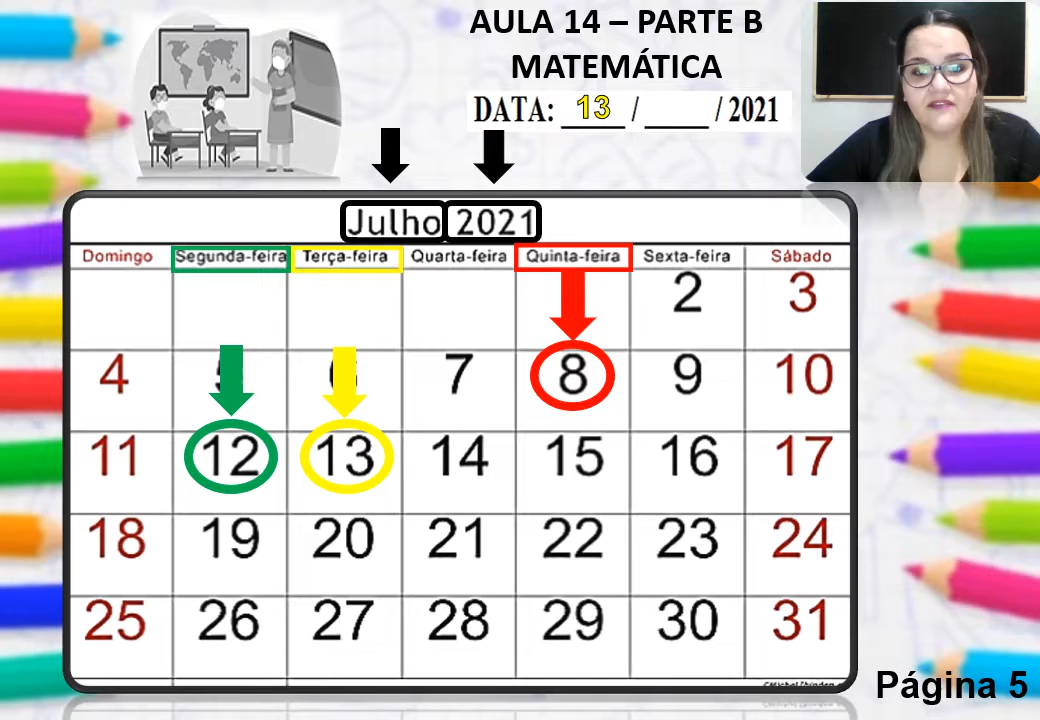 AULA 14 – PARTE B
MATEMÁTICA
DATA: 13 / ____ / 2021
Julho 2021
Domingo Segunda-feira Terça-feira Quarta-feira Quinta-feira Sexta-feira Sábado
2 3
4 7 8 9 10
11 12 13 14 15 16 17
18 19 20 21 22 23 24
25 26 27 28 29 30 31
Página 5